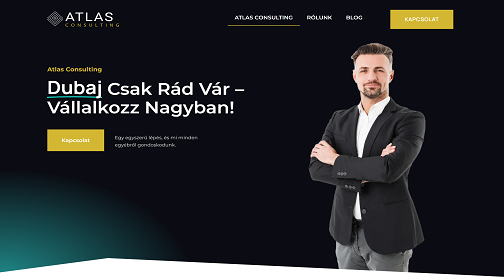 ATLAS
CONSULTING
ATLAS CONSULTING
RÓLUNK
BLOG
KAPCSOLAT
Atlas Consulting
Dubaj Csak Rád Vár –
Vállalkozz Nagyban!
Kapcsolat
Egy egyszerű lépés, és mi minden
egyébről gondoskodunk.